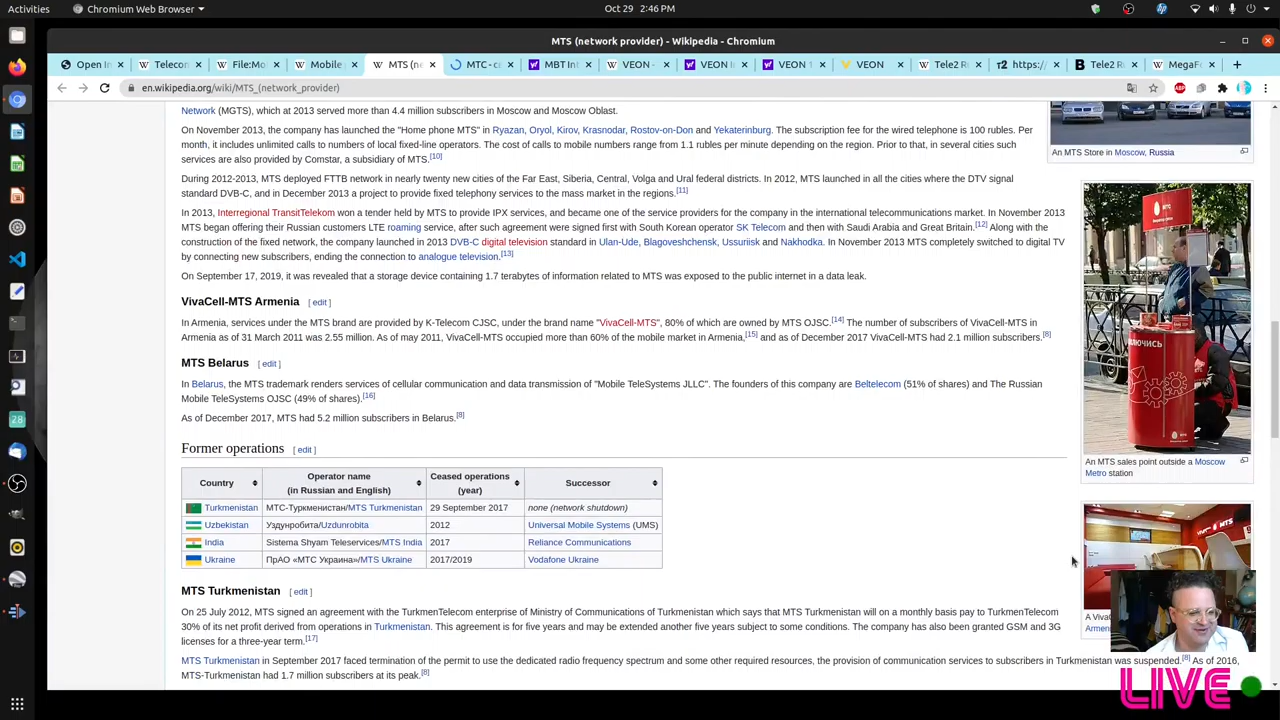 Activities
Chromium Web Browser
Oct 29 2:46 PM
MTS (network provider) - Wikipedia - Chromium
Open In
Telecon
File:Mo
Mobile p
MTS (ne
MTC - са
MBT Int
VEON -
VEON In
VEON 1
VEON
Tele2 Ru
https://
Tele2 Ru
MegaFo
en.wikipedia.org/wiki/MTS_(network_provider)
Network (MGTS), which at 2013 served more than 4.4 million subscribers in Moscow and Moscow Oblast.
On November 2013, the company has launched the "Home phone MTS" in Ryazan, Oryol, Kirov, Krasnodar, Rostov-on-Don and Yekaterinburg. The subscription fee for the wired telephone is 100 rubles. Per
month, it includes unlimited calls to numbers of local fixed-line operators. The cost of calls to mobile numbers range from 1.1 rubles per minute depending on the region. Prior to that, in several cities such
services are also provided by Comstar, a subsidiary of MTS.[10]
During 2012-2013, MTS deployed FTTB network in nearly twenty new cities of the Far East, Siberia, Central, Volga and Ural federal districts. In 2012, MTS launched in all the cities where the DTV signal
standard DVB-C, and in December 2013 a project to provide fixed telephony services to the mass market in the regions.[11]
In 2013, Interregional TransitTelekom won a tender held by MTS to provide IPX services, and became one of the service providers for the company in the international telecommunications market. In November 2013
MTS began offering their Russian customers LTE roaming service, after such agreement were signed first with South Korean operator SK Telecom and then with Saudi Arabia and Great Britain.[12] Along with the
construction of the fixed network, the company launched in 2013 DVB-C digital television standard in Ulan-Ude, Blagoveshchensk, Ussuriisk and Nakhodka. In November 2013 MTS completely switched to digital TV
by connecting new subscribers, ending the connection to analogue television.[13]
On September 17, 2019, it was revealed that a storage device containing 1.7 terabytes of information related to MTS was exposed to the public internet in a data leak.
VivaCell-MTS Armenia [ edit ]
In Armenia, services under the MTS brand are provided by K-Telecom CJSC, under the brand name "VivaCell-MTS", 80% of which are owned by MTS OJSC.[14] The number of subscribers of VivaCell-MTS in
Armenia as of 31 March 2011 was 2.55 million. As of may 2011, VivaCell-MTS occupied more than 60% of the mobile market in Armenia,[15] and as of December 2017 VivaCell-MTS had 2.1 million subscribers.[8]
MTS Belarus [ edit ]
In Belarus, the MTS trademark renders services of cellular communication and data transmission of "Mobile TeleSystems JLLC". The founders of this company are Beltelecom (51% of shares) and The Russian
Mobile TeleSystems OJSC (49% of shares).[16]
As of December 2017, MTS had 5.2 million subscribers in Belarus.[8]
Former operations [ edit ]
Country
Operator name
(in Russian and English)
Ceased operations
(year)
Successor
Turkmenistan МТС-Туркменистан/MTS Turkmenistan 29 September 2017 none (network shutdown)
Uzbekistan Уздунробита/Uzdunrobita 2012 Universal Mobile Systems (UMS)
India Sistema Shyam Teleservices/MTS India 2017 Reliance Communications
Ukraine ПрАО «МТС Украина»/MTS Ukraine 2017/2019 Vodafone Ukraine
MTS Turkmenistan [ edit ]
On 25 July 2012, MTS signed an agreement with the TurkmenTelecom enterprise of Ministry of Communications of Turkmenistan which says that MTS Turkmenistan will on a monthly basis pay to TurkmenTelecom
30% of its net profit derived from operations in Turkmenistan. This agreement is for five years and may be extended another five years subject to some conditions. The company has also been granted GSM and 3G
licenses for a three-year term.[17]
MTS Turkmenistan in September 2017 faced termination of the permit to use the dedicated radio frequency spectrum and some other required resources, the provision of communication services to subscribers in Turkmenistan was suspended.[8] As of 2016,
MTS-Turkmenistan had 1.7 million subscribers at its peak.[8]
An MTS Store in Moscow, Russia
ЛЮЧИСЬ
An MTS sales point outside a Moscow
Metro station
A Viva
Armen
LIVE